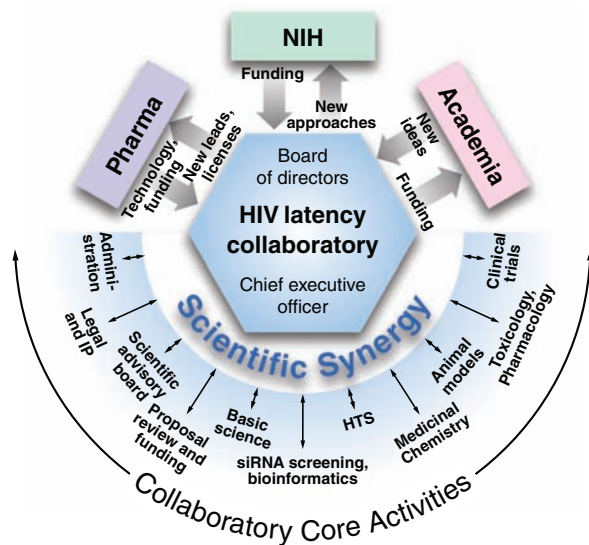 NIH
Funding
New
approaches
Pharma
New leads,
licenses
Technology,
funding
Academia
New
ideas
Funding
Board
of directors
HIV latency
collaboratory
Chief executive
officer
Scientific Synergy
Admini-
stration
Legal
and IP
Scientific
advisory
board
Proposal
review and
funding
Basic
science
siRNA screening,
bioinformatics
HTS
Medicinal
Chemistry
Animal
models
Toxicology,
Pharmacology
Clinical
trials
Collaboratory Core Activities